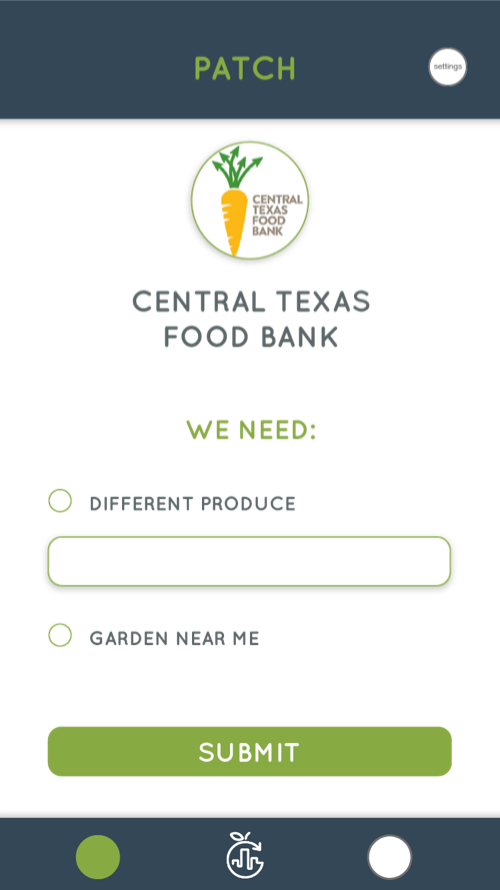 PATCH
settings
CENTRAL
TEXAS
FOOD
BANK
CENTRAL TEXAS
FOOD BANK
WE NEED:
DIFFERENT PRODUCE
GARDEN NEAR ME
SUBMIT